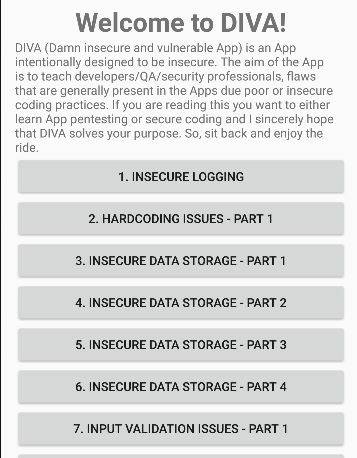 Welcome to DIVA!
DIVA (Damn insecure and vulnerable App) is an App
intentionally designed to be insecure. The aim of the App
is to teach developers/QA/security professionals, flaws
that are generally present in the Apps due poor or insecure
coding practices. If you are reading this you want to either
learn App pentesting or secure coding and I sincerely hope
that DIVA solves your purpose. So, sit back and enjoy the
ride.
1. INSECURE LOGGING
2. HARDCODING ISSUES - PART 1
3. INSECURE DATA STORAGE - PART 1
4. INSECURE DATA STORAGE - PART 2
5. INSECURE DATA STORAGE - PART 3
6. INSECURE DATA STORAGE - PART 4
7. INPUT VALIDATION ISSUES - PART 1